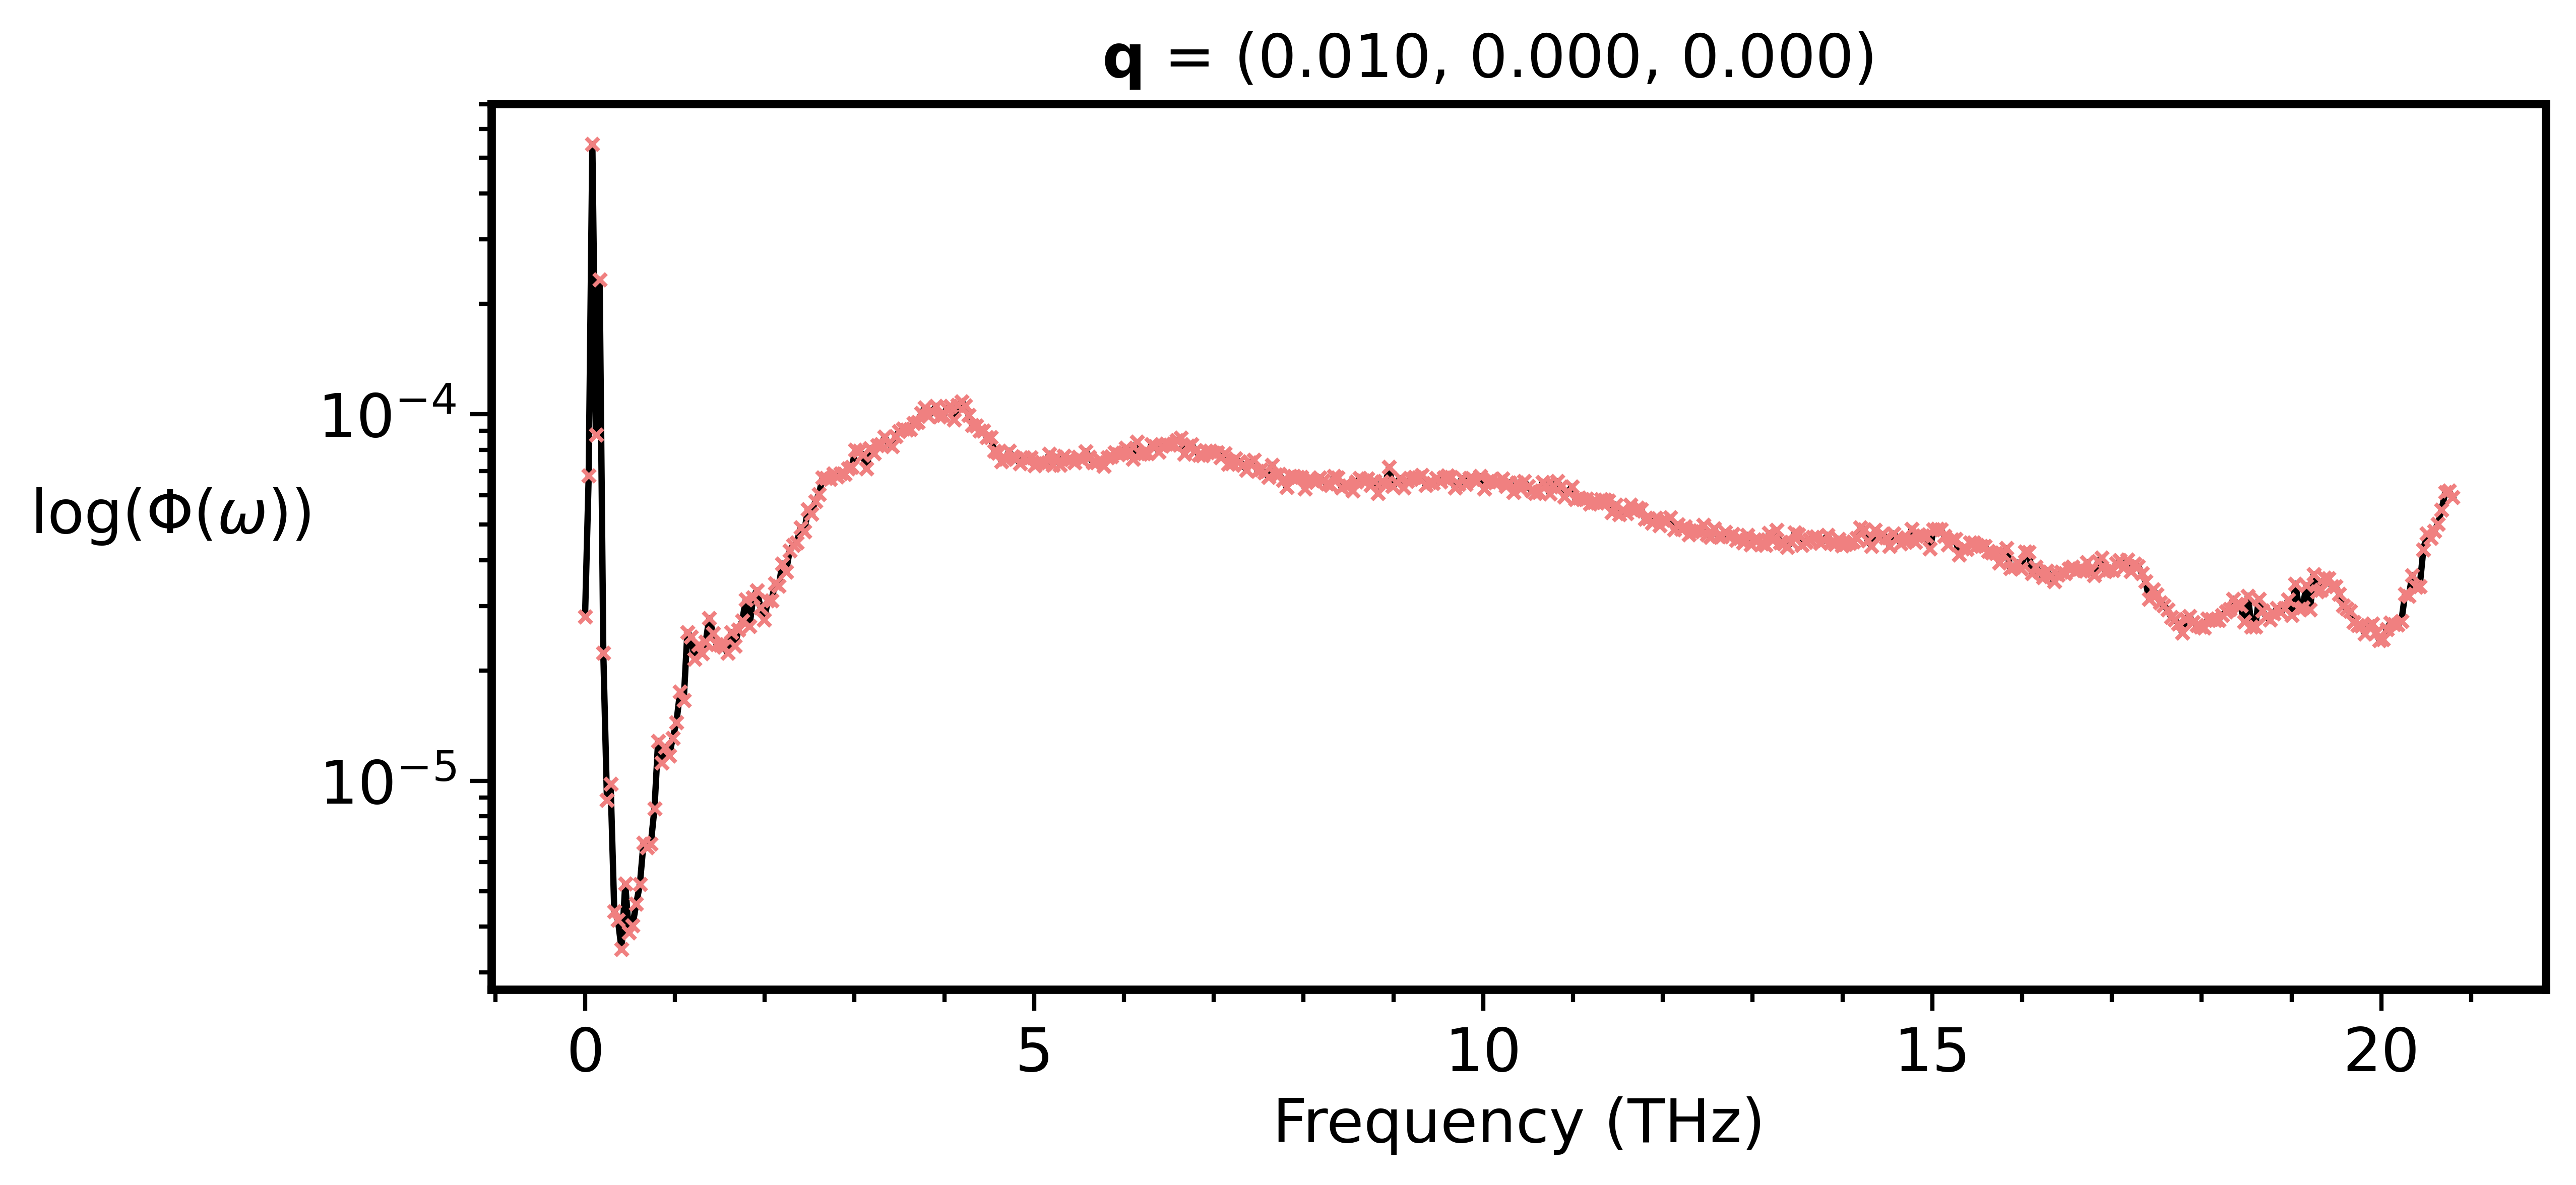 q = (0.010, 0.000, 0.000)
10⁻⁴
log(Φ(ω))
10⁻⁵
0 5 10 15 20
Frequency (THz)